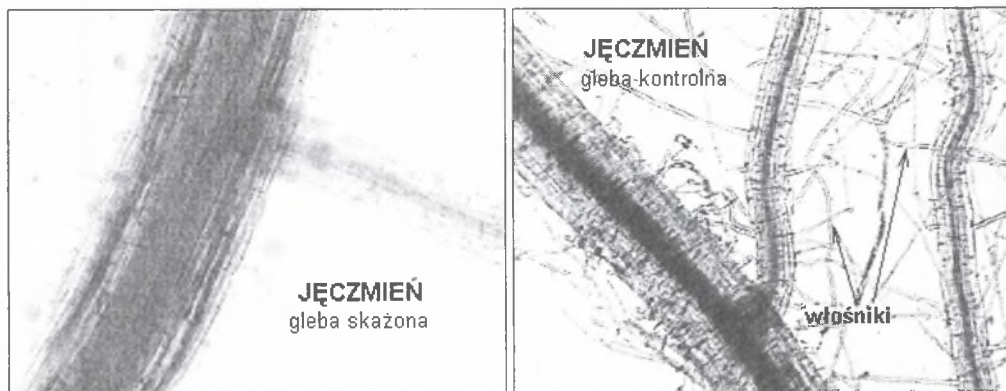 JĘCZMIEŃ
gleba skażona
JĘCZMIEŃ
gleba kontrolna
włośniki